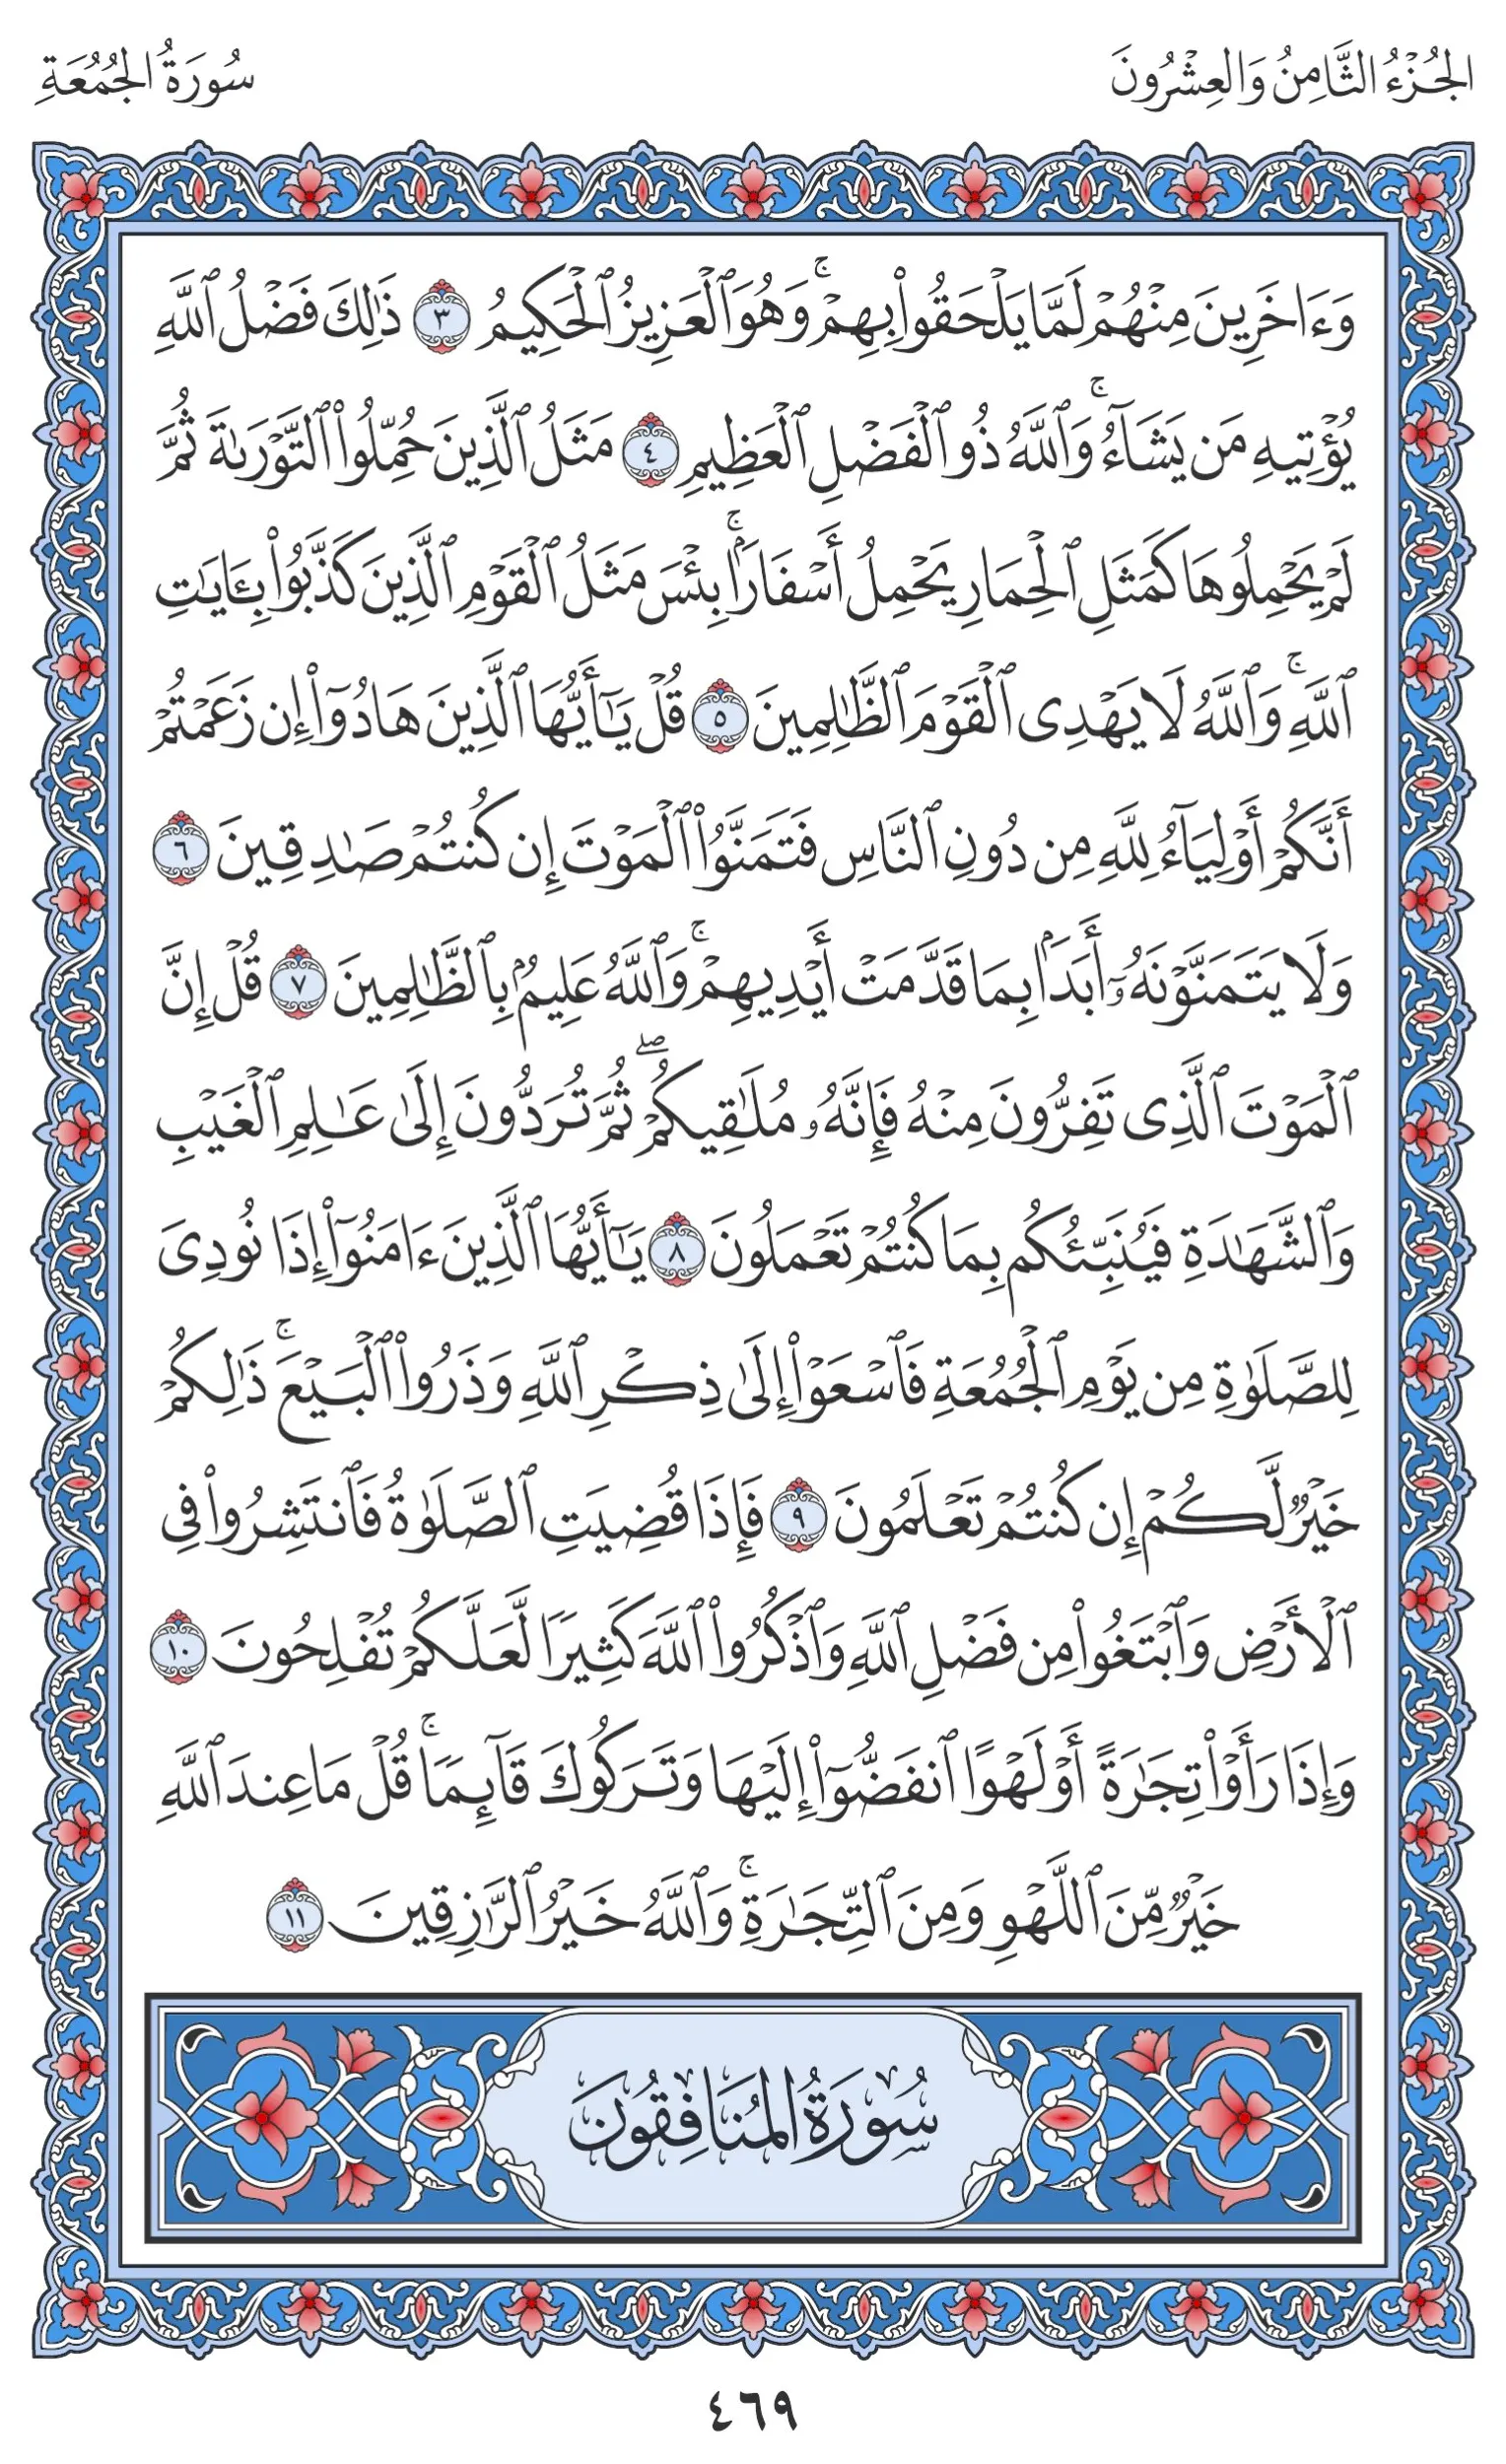 الجُزْءُ الثَّامِنُ وَالعِشْرُونَ
سُورَةُ الجُمُعَةِ
وَءَاخَرِينَ مِنْهُمْ لَمَّا يَلْحَقُوا۟ بِهِمْ ۚ وَهُوَ ٱلْعَزِيزُ ٱلْحَكِيمُ ٣ ذَٰلِكَ فَضْلُ ٱللَّهِ
يُؤْتِيهِ مَن يَشَآءُ ۚ وَٱللَّهُ ذُو ٱلْفَضْلِ ٱلْعَظِيمِ ٤ مَثَلُ ٱلَّذِينَ حُمِّلُوا۟ ٱلتَّوْرَىٰةَ ثُمَّ
لَمْ يَحْمِلُوهَا كَمَثَلِ ٱلْحِمَارِ يَحْمِلُ أَسْفَارَۢا ۚ بِئْسَ مَثَلُ ٱلْقَوْمِ ٱلَّذِينَ كَذَّبُوا۟ بِـَٔايَـٰتِ
ٱللَّهِ ۚ وَٱللَّهُ لَا يَهْدِى ٱلْقَوْمَ ٱلظَّـٰلِمِينَ ٥ قُلْ يَـٰٓأَيُّهَا ٱلَّذِينَ هَادُوٓا۟ إِن زَعَمْتُمْ
أَنَّكُمْ أَوْلِيَآءُ لِلَّهِ مِن دُونِ ٱلنَّاسِ فَتَمَنَّوُا۟ ٱلْمَوْتَ إِن كُنتُمْ صَـٰدِقِينَ ٦
وَلَا يَتَمَنَّوْنَهُۥٓ أَبَدَۢا بِمَا قَدَّمَتْ أَيْدِيهِمْ ۚ وَٱللَّهُ عَلِيمُۢ بِٱلظَّـٰلِمِينَ ٧ قُلْ إِنَّ
ٱلْمَوْتَ ٱلَّذِى تَفِرُّونَ مِنْهُ فَإِنَّهُۥ مُلَـٰقِيكُمْ ۖ ثُمَّ تُرَدُّونَ إِلَىٰ عَـٰلِمِ ٱلْغَيْبِ
وَٱلشَّهَـٰدَةِ فَيُنَبِّئُكُم بِمَا كُنتُمْ تَعْمَلُونَ ٨ يَـٰٓأَيُّهَا ٱلَّذِينَ ءَامَنُوٓا۟ إِذَا نُودِىَ
لِلصَّلَوٰةِ مِن يَوْمِ ٱلْجُمُعَةِ فَٱسْعَوْا۟ إِلَىٰ ذِكْرِ ٱللَّهِ وَذَرُوا۟ ٱلْبَيْعَ ۚ ذَٰلِكُمْ
خَيْرٌ لَّكُمْ إِن كُنتُمْ تَعْلَمُونَ ٩ فَإِذَا قُضِيَتِ ٱلصَّلَوٰةُ فَٱنتَشِرُوا۟ فِى
ٱلْأَرْضِ وَٱبْتَغُوا۟ مِن فَضْلِ ٱللَّهِ وَٱذْكُرُوا۟ ٱللَّهَ كَثِيرًا لَّعَلَّكُمْ تُفْلِحُونَ ١٠
وَإِذَا رَأَوْا۟ تِجَـٰرَةً أَوْ لَهْوًا ٱنفَضُّوٓا۟ إِلَيْهَا وَتَرَكُوكَ قَآئِمًا ۚ قُلْ مَا عِندَ ٱللَّهِ
خَيْرٌ مِّنَ ٱللَّهْوِ وَمِنَ ٱلتِّجَـٰرَةِ ۚ وَٱللَّهُ خَيْرُ ٱلرَّٰزِقِينَ ١١
سُورَةُ المُنَافِقُونَ
٤٦٩